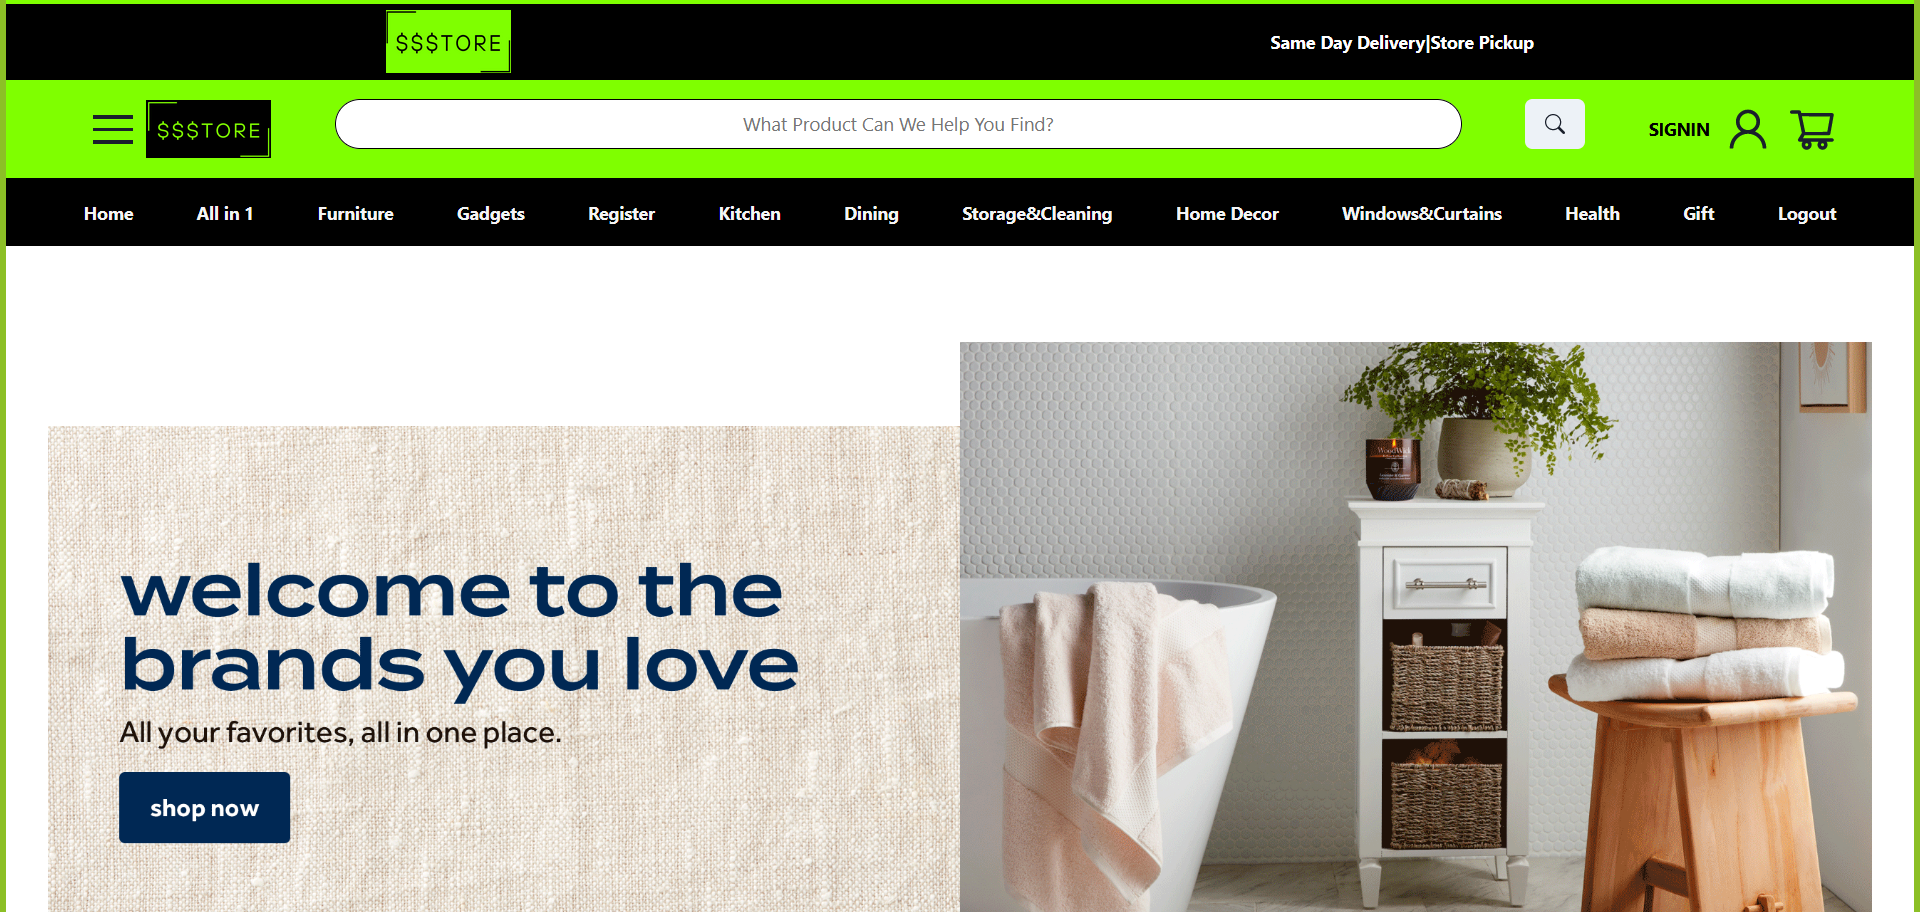 $$$TORE
Same Day Delivery|Store Pickup
$$$TORE
What Product Can We Help You Find?
SIGNIN
Home All in 1 Furniture Gadgets Register Kitchen Dining Storage&Cleaning Home Decor Windows&Curtains Health Gift Logout
welcome to the
brands you love
All your favorites, all in one place.
shop now
WoodWick